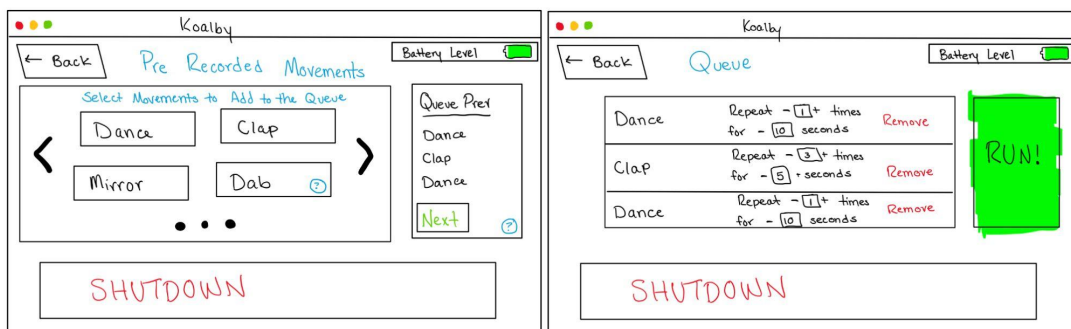 Koalby
← Back
Pre Recorded Movements
Battery Level
Select Movements to Add to the Queue
Dance
Clap
Mirror
Dab ?
Queue Prev
Dance
Clap
Dance
Next ?
SHUTDOWN
Koalby
← Back
Queue
Battery Level
Dance
Repeat - 1 + times
for - 10 seconds
Remove
Clap
Repeat - 3 + times
for - 5 + seconds
Remove
Dance
Repeat - 1 + times
for - 10 seconds
Remove
RUN!
SHUTDOWN